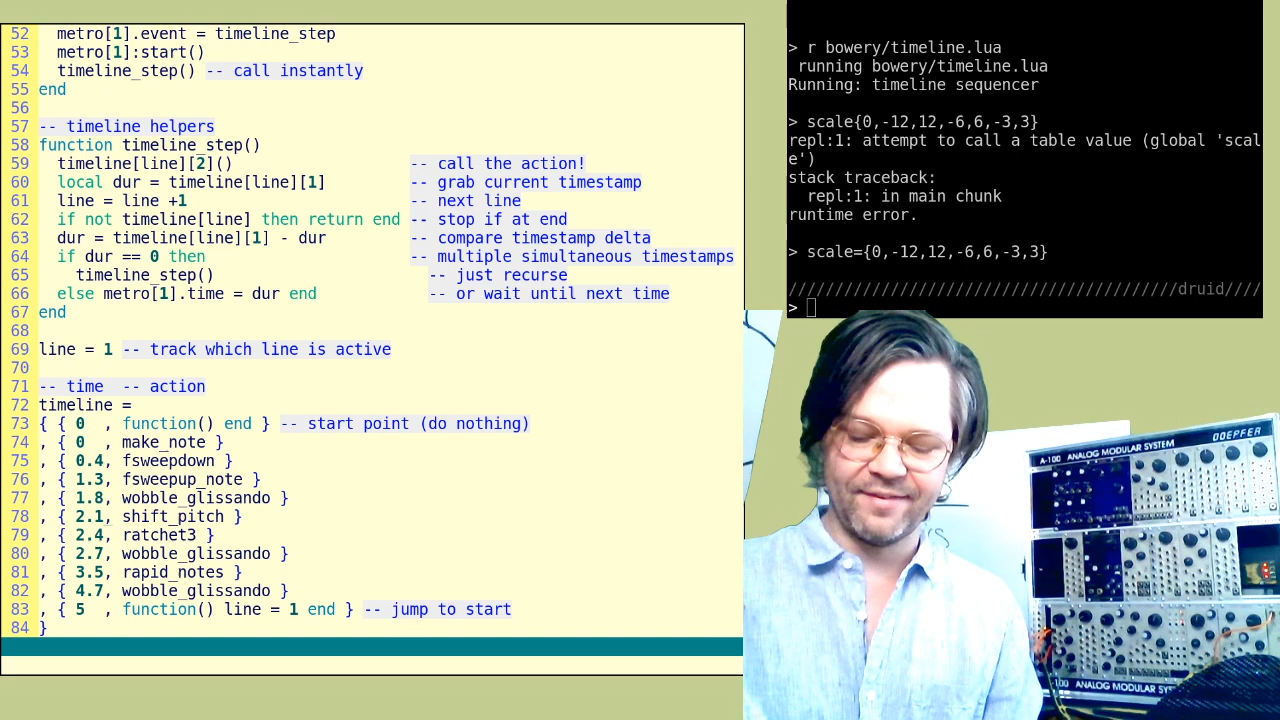 52   metro[1].event = timeline_step
53   metro[1]:start()
54   timeline_step() -- call instantly
55 end
56
57 -- timeline helpers
58 function timeline_step()
59   timeline[line][2]()                   -- call the action!
60   local dur = timeline[line][1]         -- grab current timestamp
61   line = line +1                        -- next line
62   if not timeline[line] then return end -- stop if at end
63   dur = timeline[line][1] - dur         -- compare timestamp delta
64   if dur == 0 then                      -- multiple simultaneous timestamps
65     timeline_step()                       -- just recurse
66   else metro[1].time = dur end            -- or wait until next time
67 end
68
69 line = 1 -- track which line is active
70
71 -- time  -- action
72 timeline =
73 { { 0  , function() end } -- start point (do nothing)
74 , { 0  , make_note }
75 , { 0.4, fsweepdown }
76 , { 1.3, fsweepup_note }
77 , { 1.8, wobble_glissando }
78 , { 2.1, shift_pitch }
79 , { 2.4, ratchet3 }
80 , { 2.7, wobble_glissando }
81 , { 3.5, rapid_notes }
82 , { 4.7, wobble_glissando }
83 , { 5  , function() line = 1 end } -- jump to start
84 }
> r bowery/timeline.lua
 running bowery/timeline.lua
Running: timeline sequencer
> scale{0,-12,12,-6,6,-3,3}
repl:1: attempt to call a table value (global 'scal
e')
stack traceback:
  repl:1: in main chunk
runtime error.
> scale={0,-12,12,-6,6,-3,3}
//////////////////////////////////////////druid////
>
A-100 ANALOG MODULAR SYSTEM DOEPFER
ANALOG MODULAR